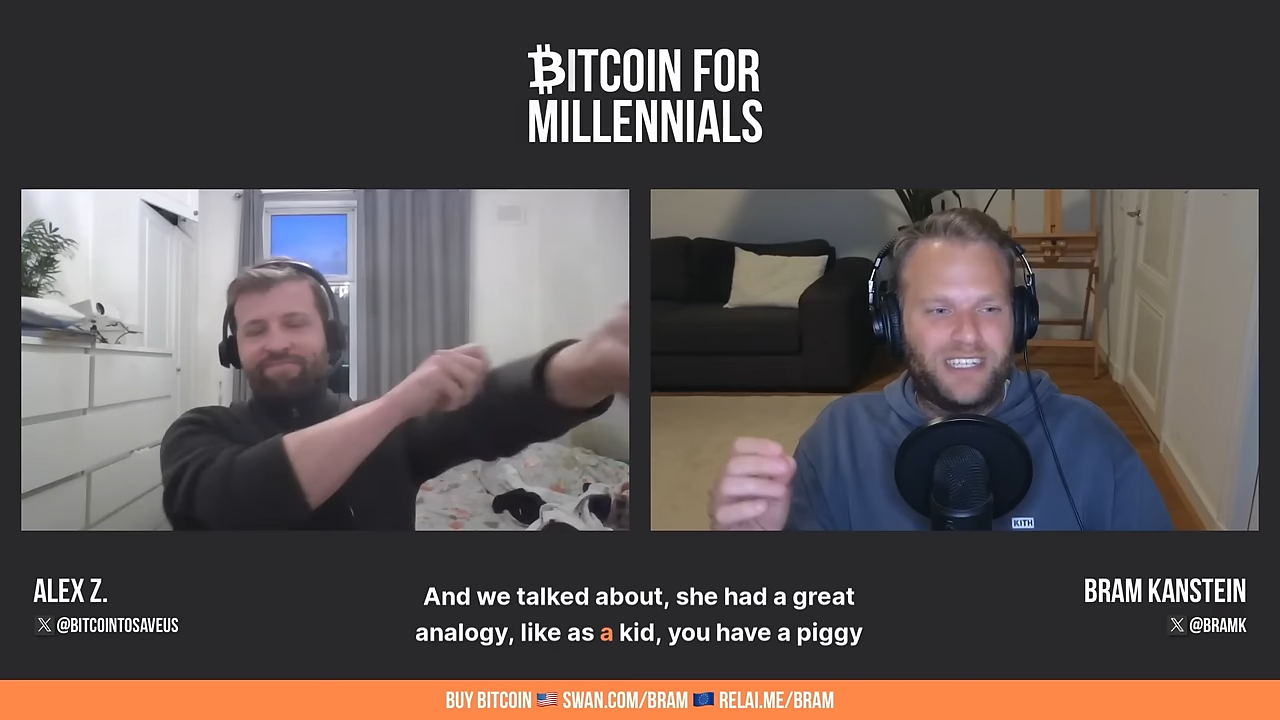 ₿ITCOIN FOR
MILLENNIALS
KITH
ALEX Z.
𝕏 @BITCOINTOSAVEUS
And we talked about, she had a great
analogy, like as a kid, you have a piggy
BRAM KANSTEIN
𝕏 @BRAMK
BUY BITCOIN 🇺🇸 SWAN.COM/BRAM 🇪🇺 RELAI.ME/BRAM